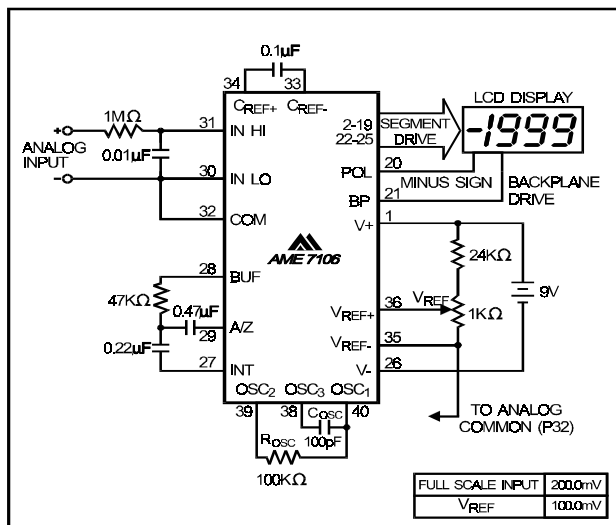 0.1µF
34 33
CREF+ CREF-
1MΩ
31 IN HI
+
ANALOG
INPUT
–
0.01µF
30 IN LO
32 COM
2-19
22-25
SEGMENT
DRIVE
LCD DISPLAY
-1999
POL 20
MINUS SIGN
BACKPLANE
DRIVE
BP 21
V+ 1
AME 7106
28 BUF
47KΩ
0.47µF
A/Z
29
0.22µF
27 INT
24KΩ
9V
VREF+ 36 VREF
1KΩ
VREF- 35
V- 26
OSC2 OSC3 OSC1
39 38 40
COSC
100pF
ROSC
100KΩ
TO ANALOG
COMMON (P32)
FULL SCALE INPUT 200.0mV
VREF 100.0mV